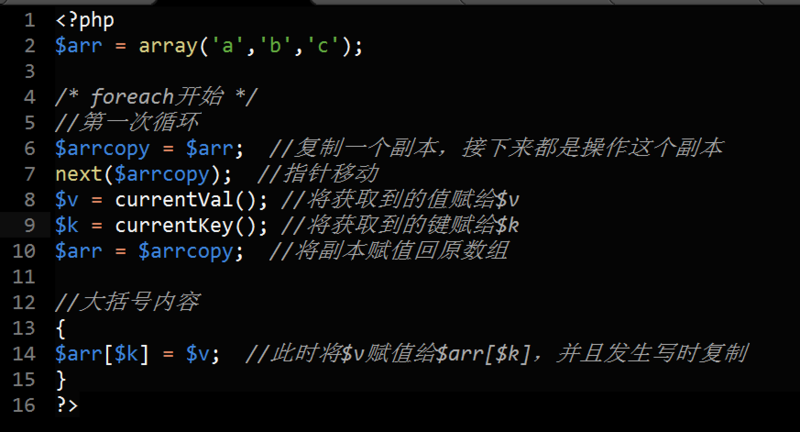 1 <?php
2 $arr = array('a','b','c');
3
4 /* foreach开始 */
5 //第一次循环
6 $arrcopy = $arr;  //复制一个副本，接下来都是操作这个副本
7 next($arrcopy);  //指针移动
8 $v = currentVal(); //将获取到的值赋给$v
9 $k = currentKey(); //将获取到的键赋给$k
10 $arr = $arrcopy;  //将副本赋值回原数组
11
12 //大括号内容
13 {
14 $arr[$k] = $v;  //此时将$v赋值给$arr[$k]，并且发生写时复制
15 }
16 ?>